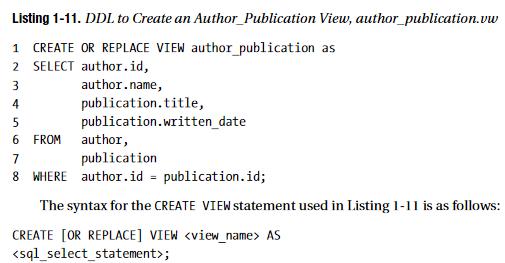 Listing 1-11. DDL to Create an Author_Publication View, author_publication.vw
1 CREATE OR REPLACE VIEW author_publication as
2 SELECT author.id,
3 author.name,
4 publication.title,
5 publication.written_date
6 FROM author,
7 publication
8 WHERE author.id = publication.id;
The syntax for the CREATE VIEW statement used in Listing 1-11 is as follows:
CREATE [OR REPLACE] VIEW <view_name> AS
<sql_select_statement>;